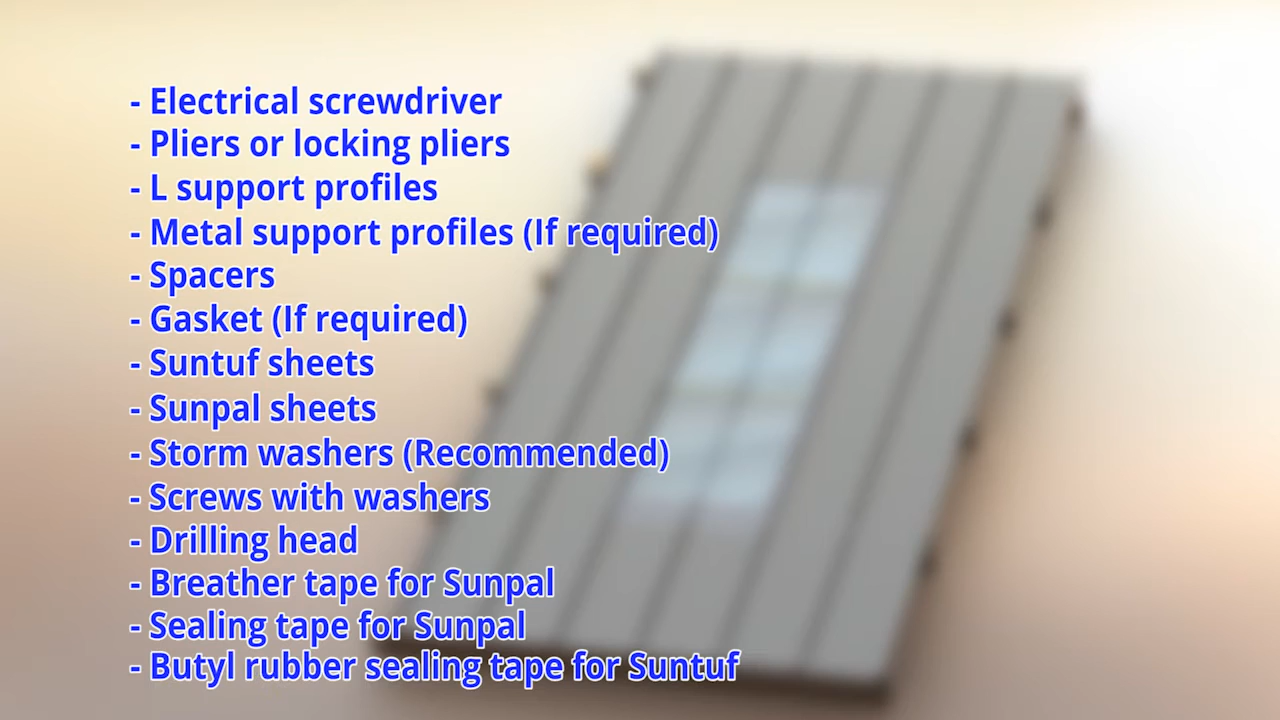 - Electrical screwdriver
- Pliers or locking pliers
- L support profiles
- Metal support profiles (If required)
- Spacers
- Gasket (If required)
- Suntuf sheets
- Sunpal sheets
- Storm washers (Recommended)
- Screws with washers
- Drilling head
- Breather tape for Sunpal
- Sealing tape for Sunpal
- Butyl rubber sealing tape for Suntuf